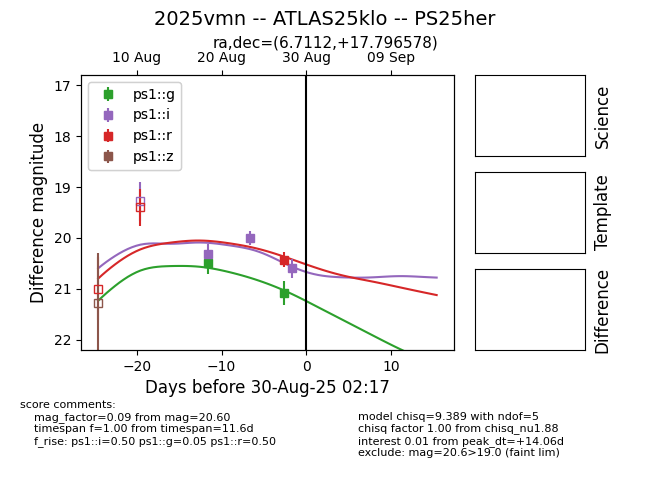 2025vmn -- ATLAS25klo -- PS25her
ra,dec=(6.7112,+17.796578)
10 Aug 20 Aug 30 Aug 09 Sep
ps1::g
ps1::i
ps1::r
ps1::z
17
18
19
20
21
22
Difference magnitude
−20 −10 0 10
Days before 30-Aug-25 02:17
Science
Template
Difference
score comments:
mag_factor=0.09 from mag=20.60
timespan f=1.00 from timespan=11.6d
f_rise: ps1::i=0.50 ps1::g=0.05 ps1::r=0.50
model chisq=9.389 with ndof=5
chisq factor 1.00 from chisq_nu1.88
interest 0.01 from peak_dt=+14.06d
exclude: mag=20.6>19.0 (faint lim)